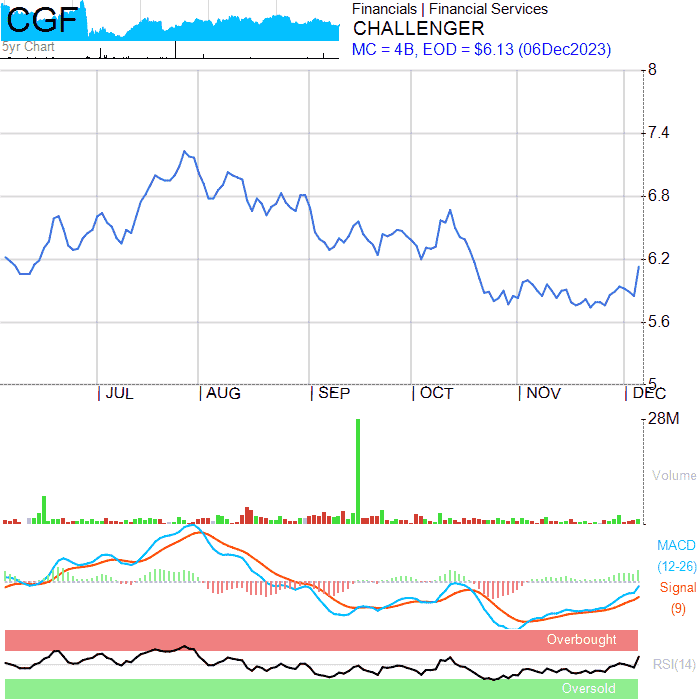 CGF
5yr Chart
Financials | Financial Services
CHALLENGER
MC = 4B, EOD = $6.13 (06Dec2023)
8
7.4
6.8
6.2
5.6
5
JUL
AUG
SEP
OCT
NOV
DEC
28M
Volume
MACD
(12-26)
Signal
(9)
Overbought
RSI(14)
Oversold